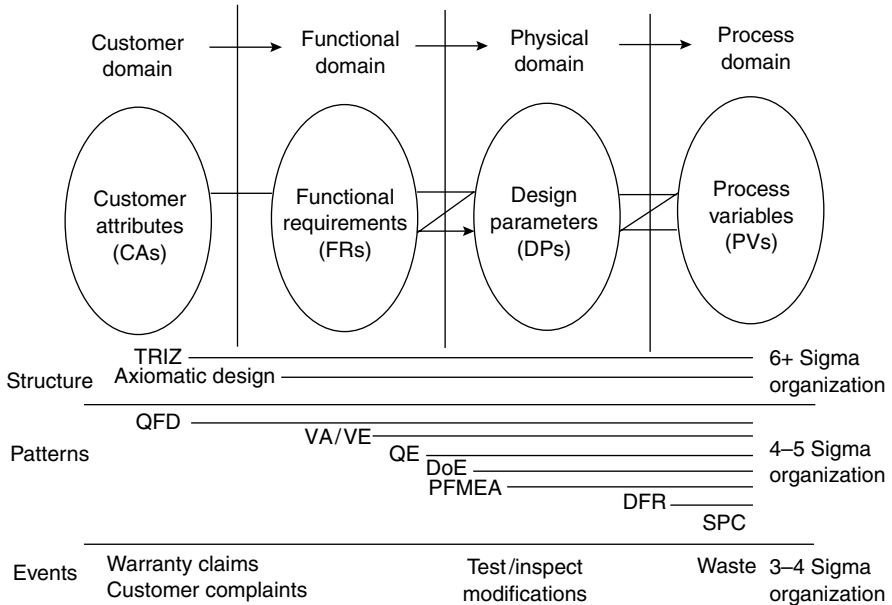 Customer domain
Functional domain
Physical domain
Process domain
Customer attributes (CAs)
Functional requirements (FRs)
Design parameters (DPs)
Process variables (PVs)
Structure
TRIZ
Axiomatic design
6+ Sigma organization
Patterns
QFD
VA/VE
QE
DoE
PFMEA
DFR
SPC
4–5 Sigma organization
Events
Warranty claims
Customer complaints
Test/inspect modifications
Waste
3–4 Sigma organization